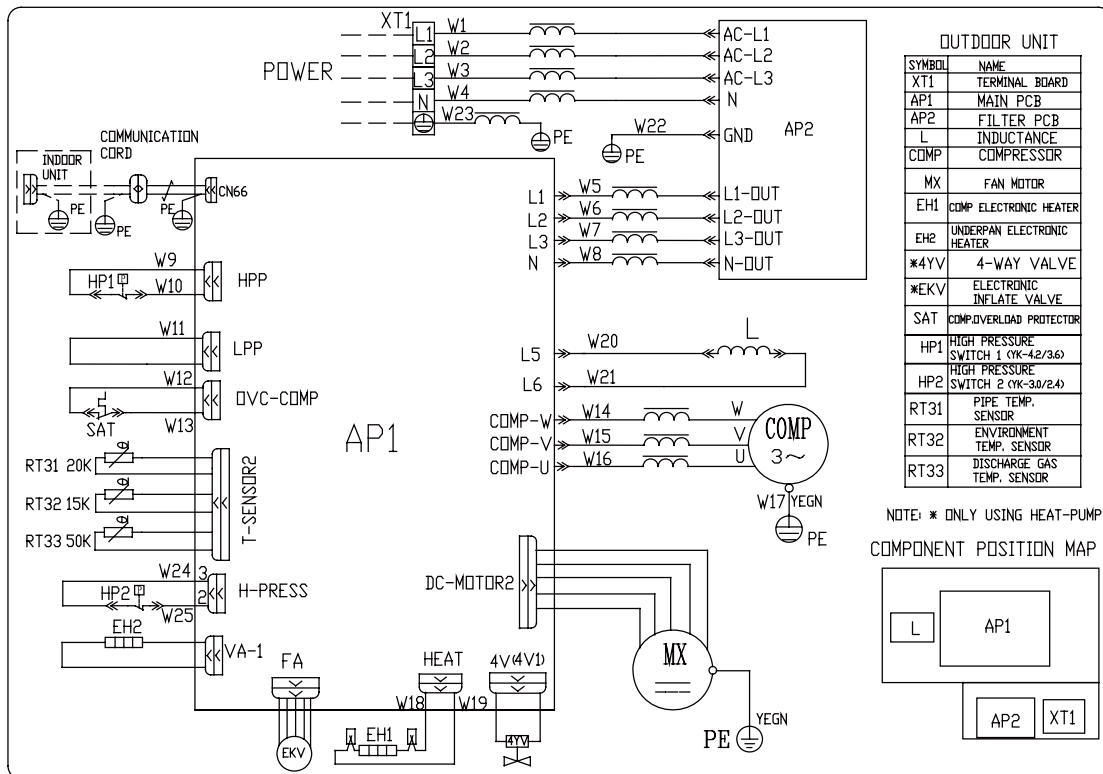 XT1
L1 W1 AC-L1
L2 W2 AC-L2
POWER L3 W3 AC-L3
N W4 N
W23 PE
W22 GND
PE
AP2
COMMUNICATION
CORD
INDOOR
UNIT
CN66
PE
PE
PE
L1 W5 L1-OUT
L2 W6 L2-OUT
L3 W7 L3-OUT
N W8 N-OUT
W9
HP1 P W10 HPP
W11
LPP
W12
OVC-COMP
SAT W13
AP1
RT31 20K θ
RT32 15K θ
RT33 50K θ
T-SENSOR2
W24 3
HP2 P 2 H-PRESS
W25
EH2
VA-1
L
L5 W20
L6 W21
COMP-W W14 W
COMP-V W15 V
COMP-U W16 U
COMP
3~
W17 YEGN
PE
DC-MOTOR2
MX
YEGN
PE
FA
EKV
HEAT
W18 W19
EH1
4V(4V1)
4YV
OUTDOOR UNIT
SYMBOL NAME
XT1 TERMINAL BOARD
AP1 MAIN PCB
AP2 FILTER PCB
L INDUCTANCE
COMP COMPRESSOR
MX FAN MOTOR
EH1 COMP ELECTRONIC HEATER
EH2 UNDERPAN ELECTRONIC
HEATER
*4YV 4-WAY VALVE
*EKV ELECTRONIC
INFLATE VALVE
SAT COMP.OVERLOAD PROTECTOR
HP1 HIGH PRESSURE
SWITCH 1 (YK-4.2/3.6)
HP2 HIGH PRESSURE
SWITCH 2 (YK-3.0/2.4)
RT31 PIPE TEMP.
SENSOR
RT32 ENVIRONMENT
TEMP. SENSOR
RT33 DISCHARGE GAS
TEMP. SENSOR
NOTE: * ONLY USING HEAT-PUMP
COMPONENT POSITION MAP
L AP1
AP2 XT1